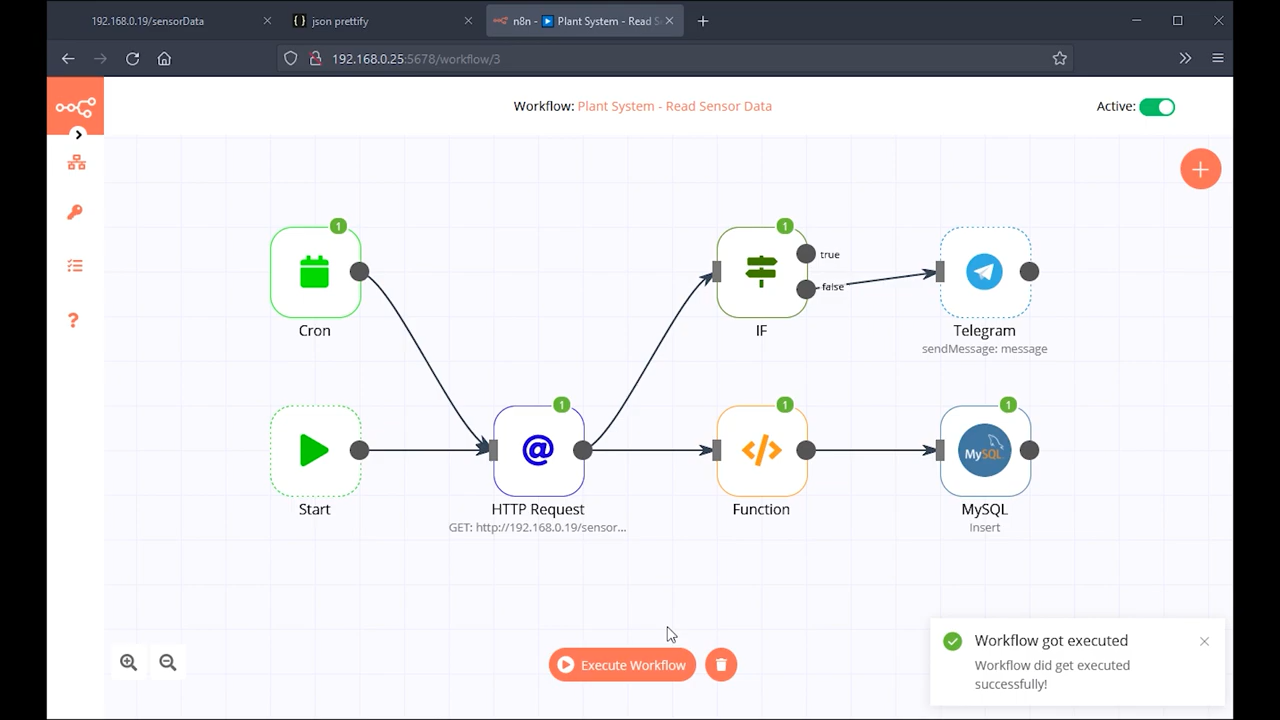 192.168.0.19/sensorData
json prettify
n8n - Plant System - Read S
192.168.0.25:5678/workflow/3
Workflow: Plant System - Read Sensor Data
Active:
1
1
true
false
Cron
IF
Telegram
sendMessage: message
1
1
1
MySQL
Start
HTTP Request
Function
MySQL
GET: http://192.168.0.19/sensor...
Insert
Execute Workflow
Workflow got executed
Workflow did get executed
successfully!